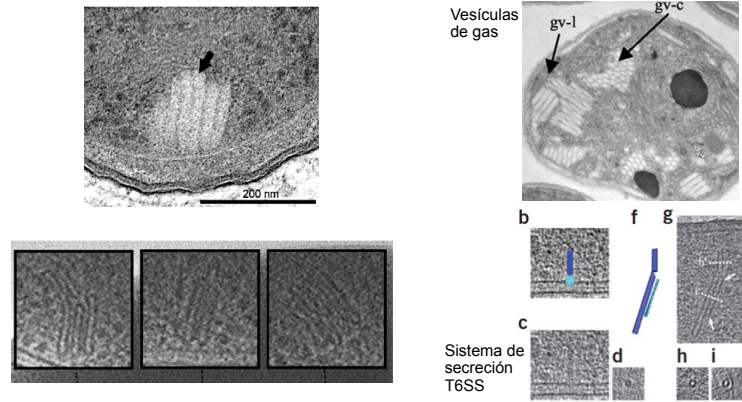 200 nm
Vesículas
de gas
gv-l
gv-c
b
f
g
c
d
h
i
Sistema de
secreción
T6SS